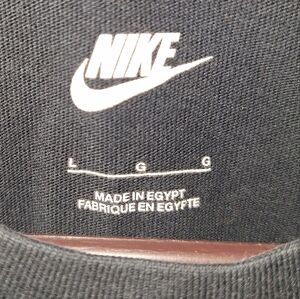 NIKE
L G G
MADE IN EGYPT
FABRIQUE EN EGYPTE